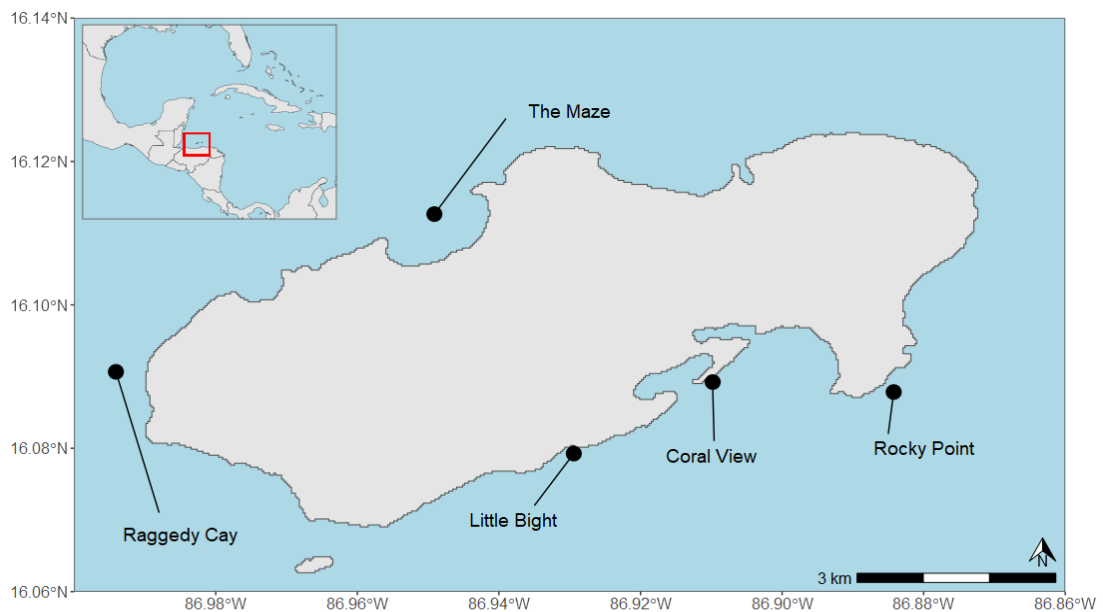 16.14°N
The Maze
16.12°N
16.10°N
16.08°N
Coral View
Rocky Point
Little Bight
Raggedy Cay
N
3 km
16.06°N
86.98°W
86.96°W
86.94°W
86.92°W
86.90°W
86.88°W
86.86°W